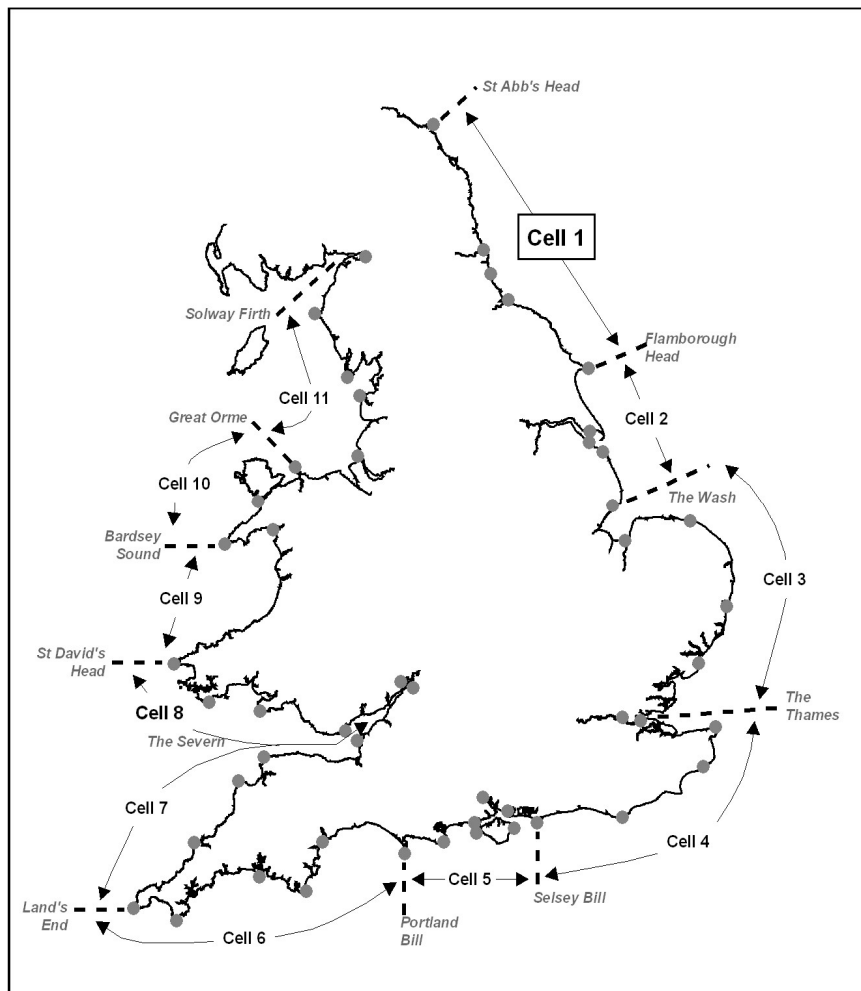 St Abb's Head
Cell 1
Solway Firth
Flamborough
Head
Cell 11
Great Orme
Cell 2
Cell 10
The Wash
Bardsey
Sound
Cell 3
Cell 9
St David's
Head
The
Thames
Cell 8
The Severn
Cell 7
Cell 4
Cell 5
Selsey Bill
Land's
End
Portland
Bill
Cell 6